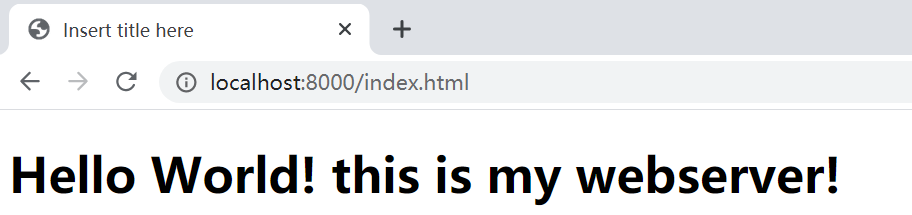 Insert title here
localhost:8000/index.html
Hello World! this is my webserver!